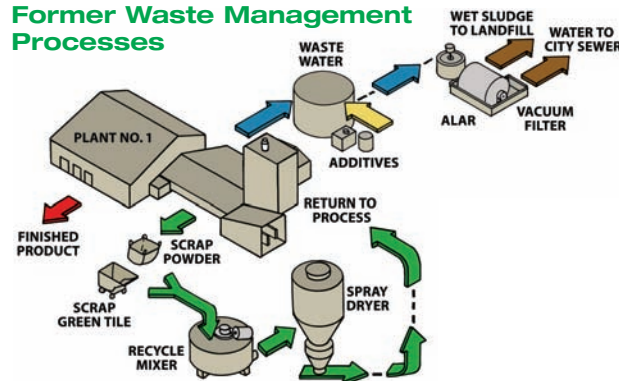 Former Waste Management
Processes
WET SLUDGE
TO LANDFILL
WATER TO
CITY SEWER
WASTE
WATER
PLANT NO. 1
ADDITIVES
ALAR
VACUUM
FILTER
RETURN TO
PROCESS
FINISHED
PRODUCT
SCRAP
POWDER
SCRAP
GREEN TILE
SPRAY
DRYER
RECYCLE
MIXER